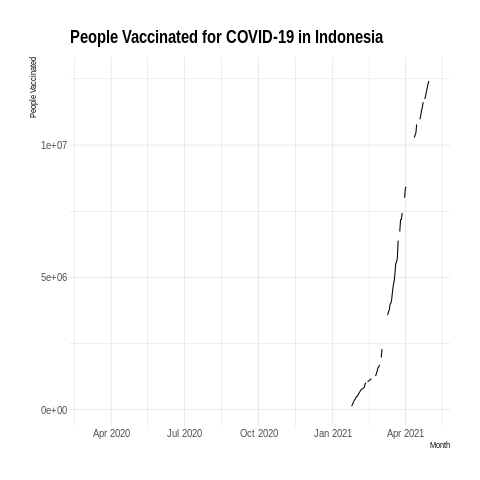 People Vaccinated for COVID-19 in Indonesia
People Vaccinated
1e+07
5e+06
0e+00
Apr 2020 Jul 2020 Oct 2020 Jan 2021 Apr 2021
Month